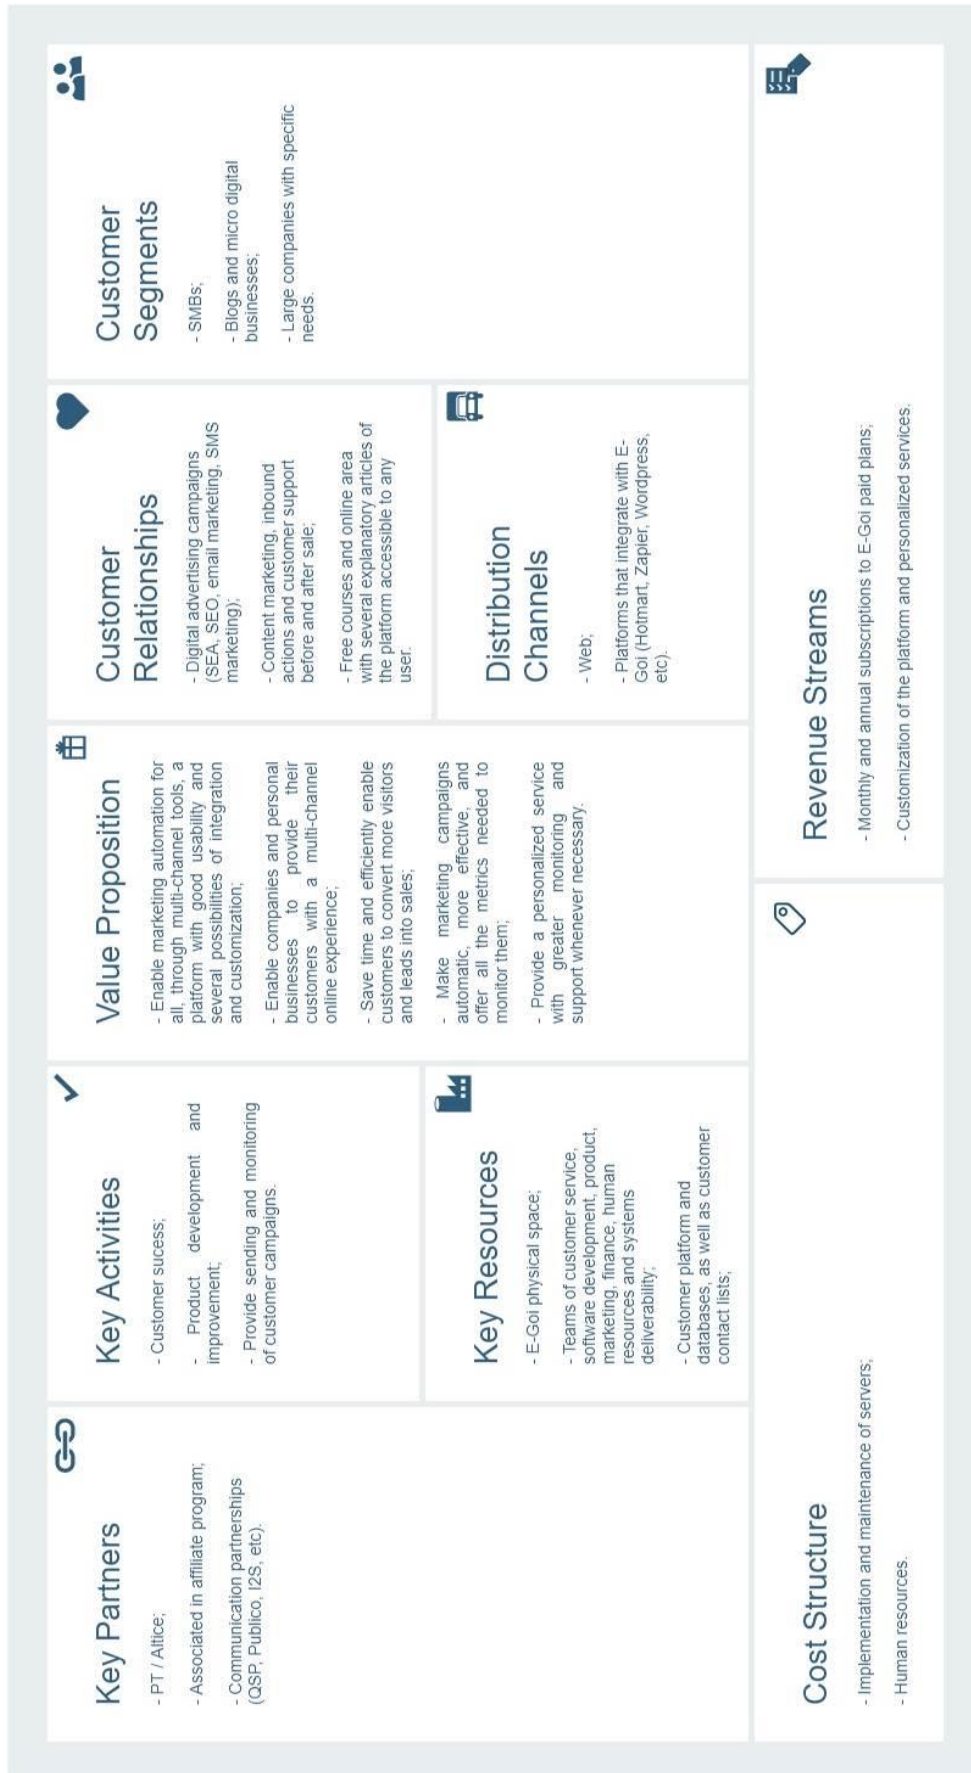 Key Partners
- PT / Altice;
- Associated in affiliate program;
- Communication partnerships
(QSP, Publico, I2S, etc).
Key Activities
- Customer sucess;
- Product development and
improvement;
- Provide sending and monitoring
of customer campaigns.
Key Resources
- E-Goi physical space;
- Teams of customer service,
software development, product,
marketing, finance, human
resources and systems
deliverability;
- Customer platform and
databases, as well as customer
contact lists;
Value Proposition
- Enable marketing automation for
all, through multi-channel tools, a
platform with good usability and
several possibilities of integration
and customization;
- Enable companies and personal
businesses to provide their
customers with a multi-channel
online experience;
- Save time and efficiently enable
customers to convert more visitors
and leads into sales;
- Make marketing campaigns
automatic, more effective, and
offer all the metrics needed to
monitor them;
- Provide a personalized service
with greater monitoring and
support whenever necessary.
Customer
Relationships
- Digital advertising campaigns
(SEA, SEO, email marketing, SMS
marketing);
- Content marketing, inbound
actions and customer support
before and after sale;
- Free courses and online area
with several explanatory articles of
the platform accessible to any
user.
Distribution
Channels
- Web;
- Platforms that integrate with E-
Goi (Hotmart, Zapier, Wordpress,
etc).
Customer
Segments
- SMBs;
- Blogs and micro digital
businesses;
- Large companies with specific
needs.
Cost Structure
- Implementation and maintenance of servers;
- Human resources.
Revenue Streams
- Monthly and annual subscriptions to E-Goi paid plans;
- Customization of the platform and personalized services.